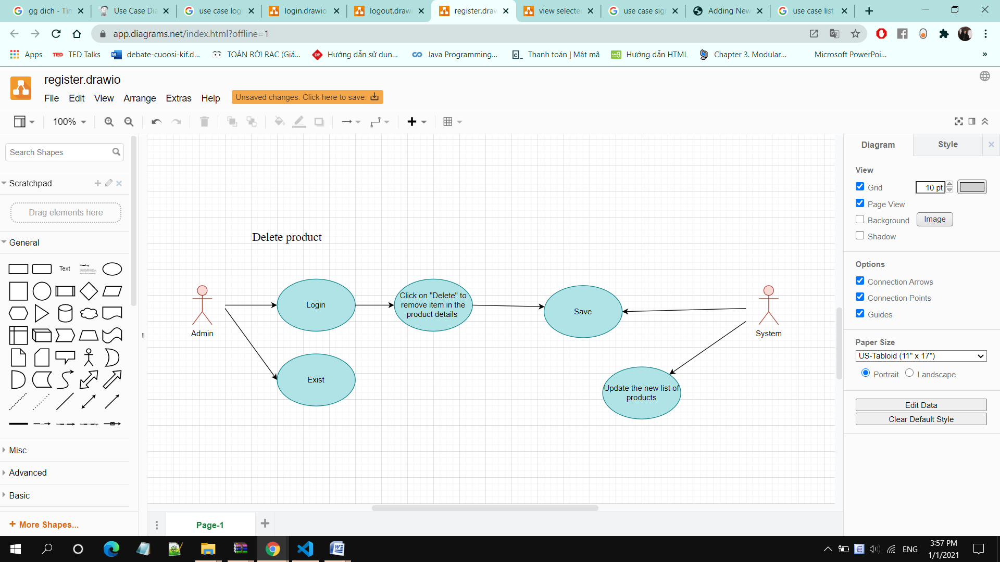 gg dich - Tìm
Use Case Dia
use case log
login.drawio
logout.draw
register.draw
view selecte
use case sig
Adding New
use case list
app.diagrams.net/index.html?offline=1
Apps
TED TED Talks
debate-cuoosi-kif.d...
TOÁN RỜI RẠC (Giá...
Hướng dẫn sử dụn...
Java Programming...
Thanh toán | Mật mã
Hướng dẫn HTML
Chapter 3. Modular...
Microsoft PowerPoi...
»
register.drawio
File Edit View Arrange Extras Help
Unsaved changes. Click here to save.
100%
Search Shapes
Scratchpad
Drag elements here
General
Text
Heading
Misc
Advanced
Basic
+ More Shapes...
Delete product
Admin
Login
Click on "Delete" to
remove item in the
product details
Save
System
Exist
Update the new list of
products
Page-1
Diagram
Style
View
Grid
10 pt
Page View
Background
Image
Shadow
Options
Connection Arrows
Connection Points
Guides
Paper Size
US-Tabloid (11" x 17")
Portrait
Landscape
Edit Data
Clear Default Style
ENG
3:57 PM
1/1/2021